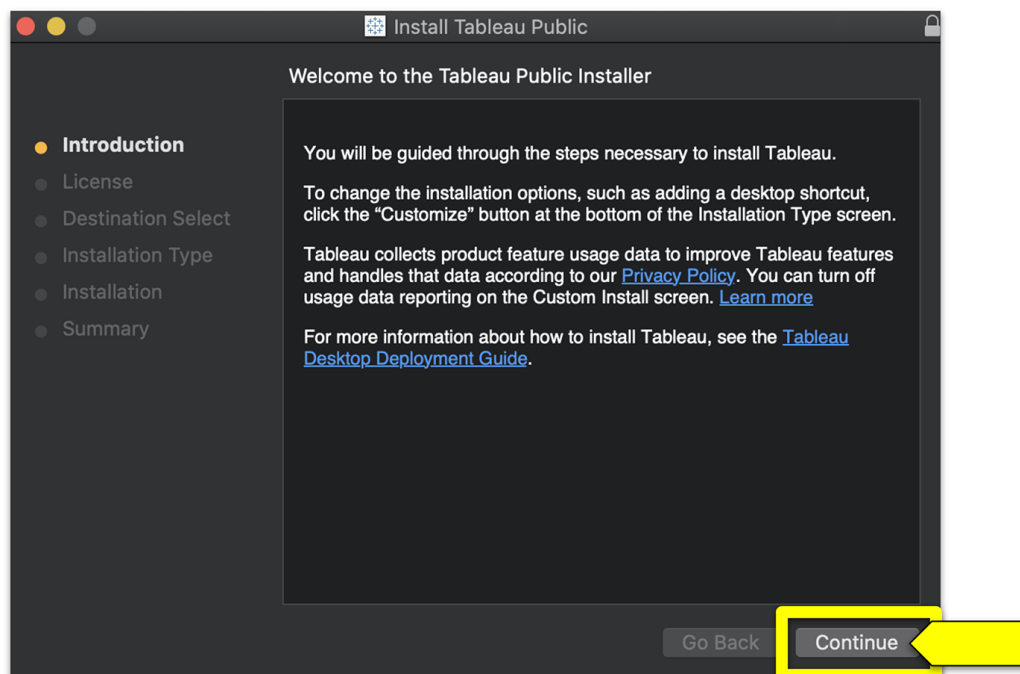 Install Tableau Public
Welcome to the Tableau Public Installer
Introduction
License
Destination Select
Installation Type
Installation
Summary
You will be guided through the steps necessary to install Tableau.
To change the installation options, such as adding a desktop shortcut,
click the “Customize” button at the bottom of the Installation Type screen.
Tableau collects product feature usage data to improve Tableau features
and handles that data according to our Privacy Policy. You can turn off
usage data reporting on the Custom Install screen. Learn more
For more information about how to install Tableau, see the Tableau
Desktop Deployment Guide.
Go Back
Continue